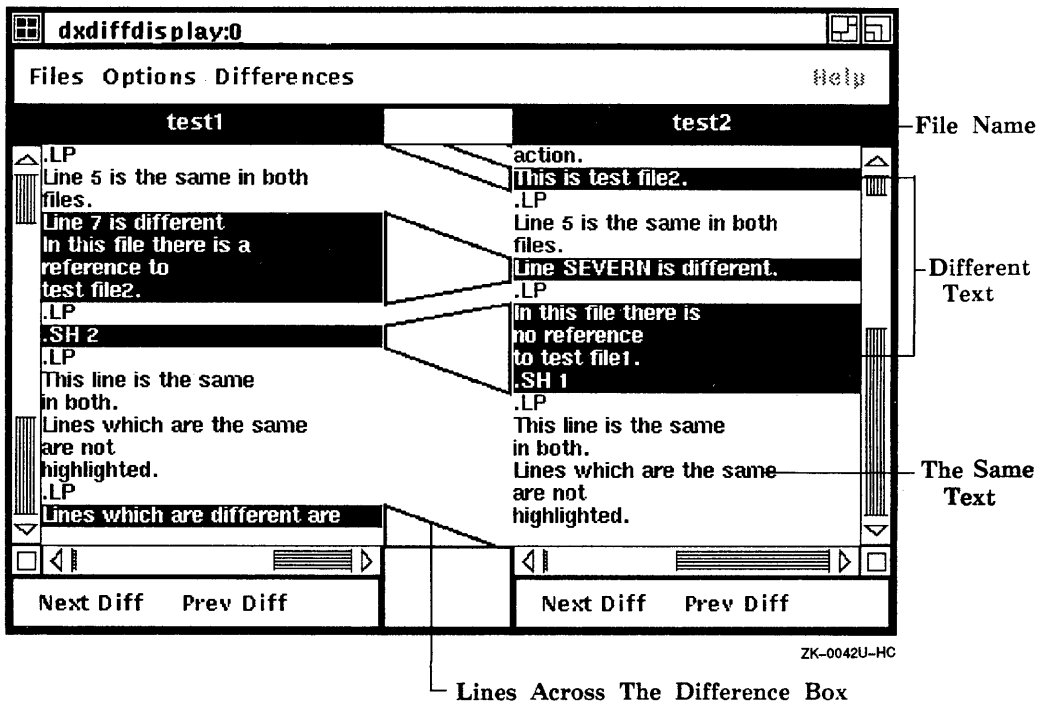 dxdiffdisplay:0
Files Options Differences Help
test1
.LP
Line 5 is the same in both
files.
Line 7 is different
In this file there is a
reference to
test file2.
.LP
.SH 2
.LP
This line is the same
in both.
Lines which are the same
are not
highlighted.
.LP
Lines which are different are
Next Diff Prev Diff
test2
action.
This is test file2.
.LP
Line 5 is the same in both
files.
Line SEVERN is different.
.LP
In this file there is
no reference
to test file1.
.SH 1
.LP
This line is the same
in both.
Lines which are the same
are not
highlighted.
Next Diff Prev Diff
File Name
Different
Text
The Same
Text
ZK-0042U-HC
Lines Across The Difference Box